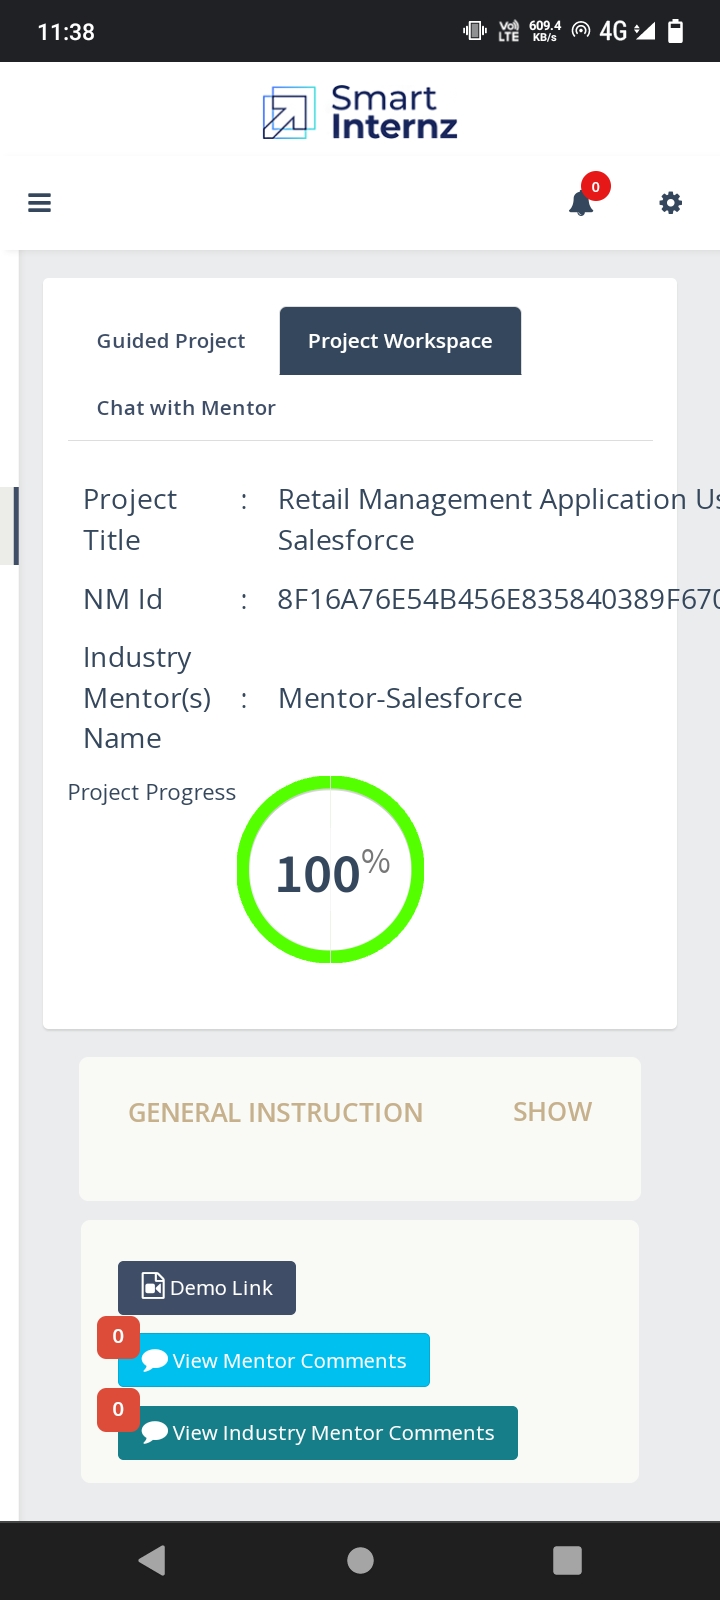 11:38
Vo) LTE
609.4 KB/s
4G
Smart
Internz
0
Guided Project
Project Workspace
Chat with Mentor
Project Title : Retail Management Application Us
Salesforce
NM Id : 8F16A76E54B456E835840389F670
Industry
Mentor(s) : Mentor-Salesforce
Name
Project Progress
100%
GENERAL INSTRUCTION SHOW
Demo Link
0
View Mentor Comments
0
View Industry Mentor Comments